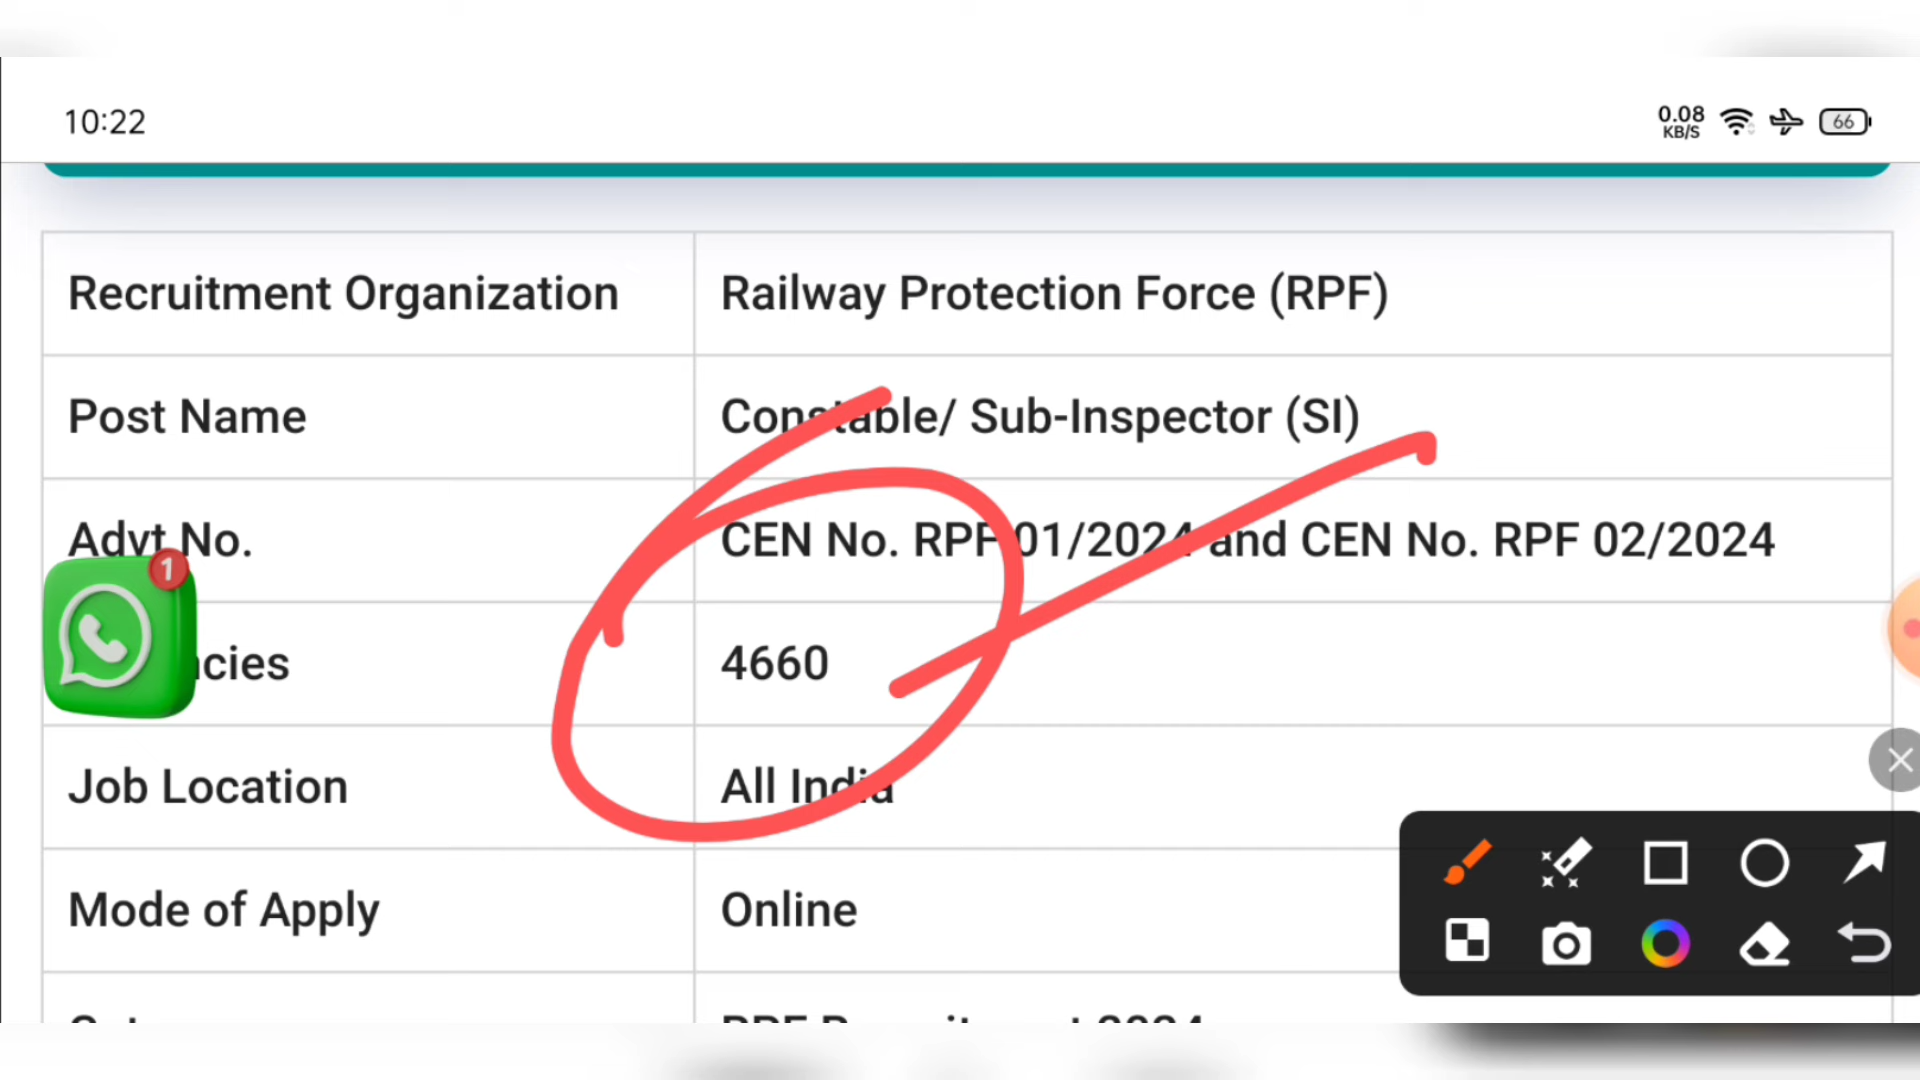 10:22
0.08
KB/S
66
Recruitment Organization Railway Protection Force (RPF)
Post Name Constable/ Sub-Inspector (SI)
Advt No. CEN No. RPF 01/2024 and CEN No. RPF 02/2024
1
cies 4660
Job Location All India
Mode of Apply Online